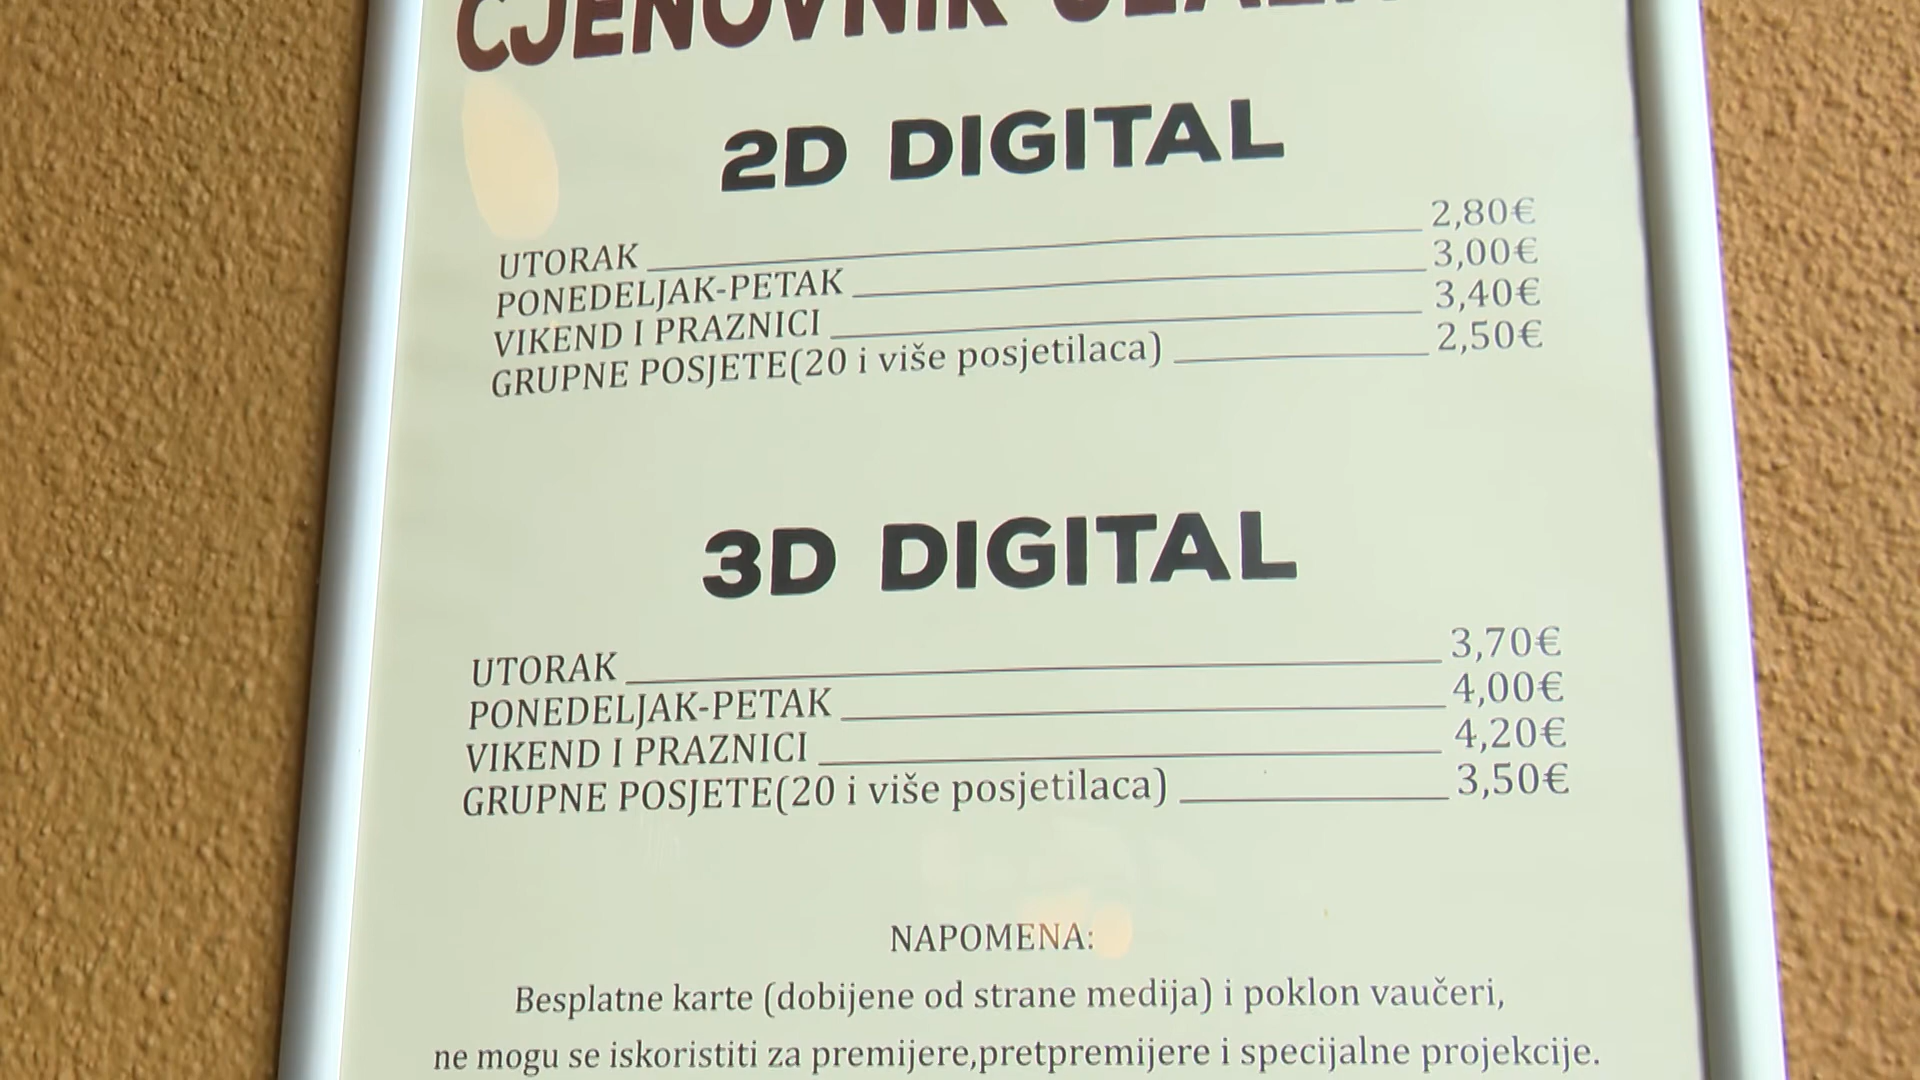 CJENOVNIK
2D DIGITAL
UTORAK 2,80€
PONEDELJAK-PETAK 3,00€
VIKEND I PRAZNICI 3,40€
GRUPNE POSJETE(20 i više posjetilaca) 2,50€
3D DIGITAL
UTORAK 3,70€
PONEDELJAK-PETAK 4,00€
VIKEND I PRAZNICI 4,20€
GRUPNE POSJETE(20 i više posjetilaca) 3,50€
NAPOMENA:
Besplatne karte (dobijene od strane medija) i poklon vaučeri,
ne mogu se iskoristiti za premijere,pretpremijere i specijalne projekcije.